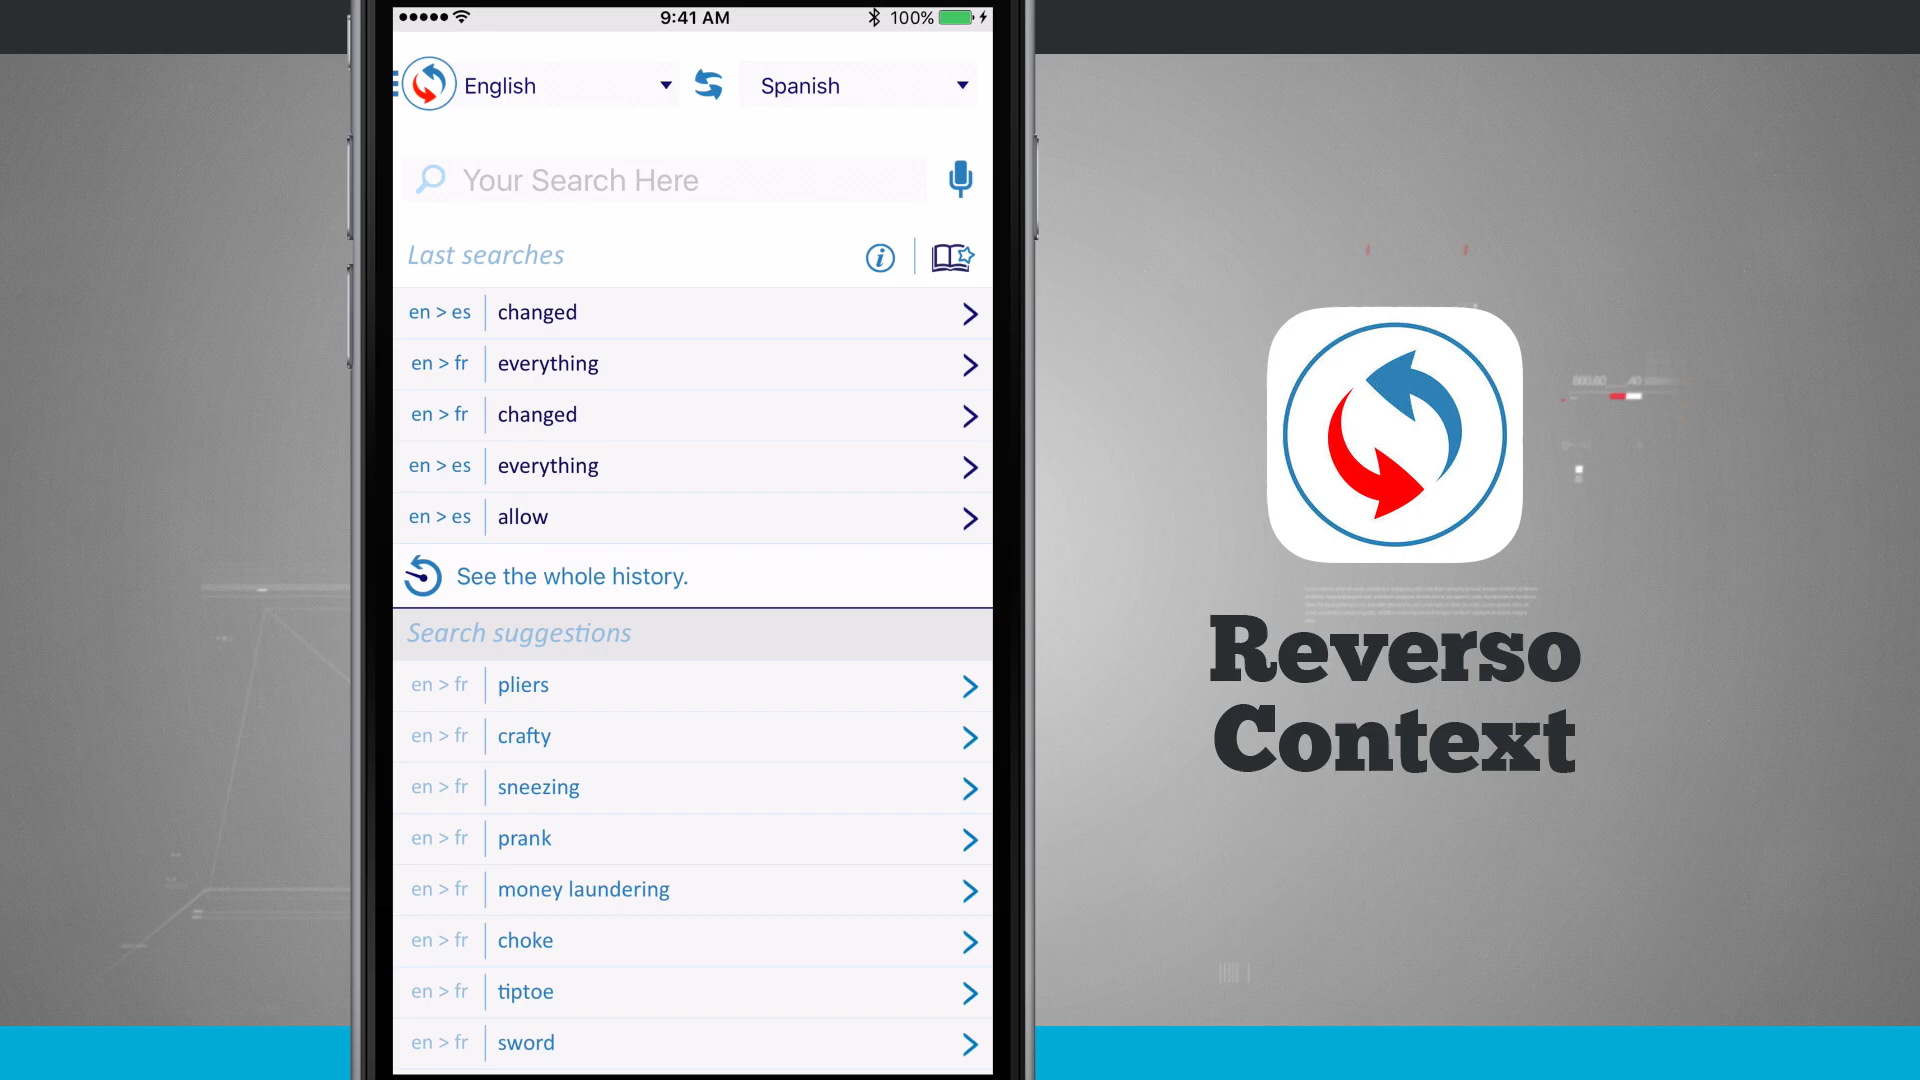 9:41 AM
100%
English
Spanish
Your Search Here
Last searches
en > es changed
en > fr everything
en > fr changed
en > es everything
en > es allow
See the whole history.
Search suggestions
en > fr pliers
en > fr crafty
en > fr sneezing
en > fr prank
en > fr money laundering
en > fr choke
en > fr tiptoe
en > fr sword
Reverso
Context